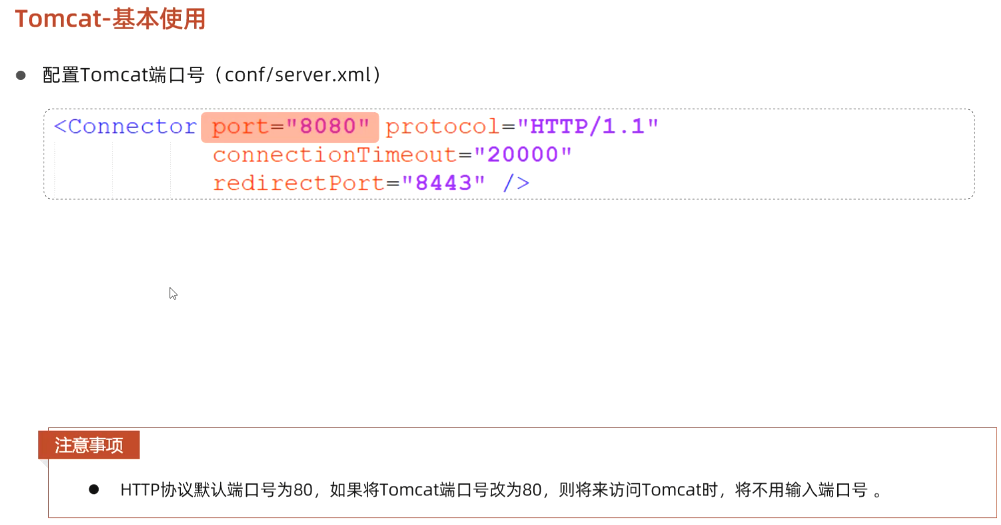 Tomcat-基本使用
● 配置Tomcat端口号（conf/server.xml）
<Connector port="8080" protocol="HTTP/1.1"
connectionTimeout="20000"
redirectPort="8443" />
注意事项
● HTTP协议默认端口号为80，如果将Tomcat端口号改为80，则将来访问Tomcat时，将不用输入端口号 。